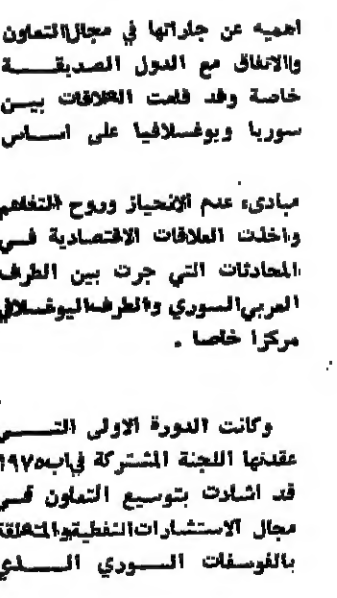 اهميه عن جاراتها في مجال التعاون
والاتفاق مع الدول الصديقة
خاصة وقد قامت العلاقات بين
سوريا ويوغسلافيا على اساس
مبادىء عدم الانحياز وروح التفاهم
واخذت العلاقات الاقتصادية في
المحادثات التي جرت بين الطرف
العربي السوري والطرف اليوغسلافي
مركزا خاصا .
وكانت الدورة الاولى التي
عقدتها اللجنة المشتركة في اب ١٩٧٥
قد اشادت بتوسيع التعاون في
مجال الاستشارات النفطية والمتعلقة
بالفوسفات السوري الذي